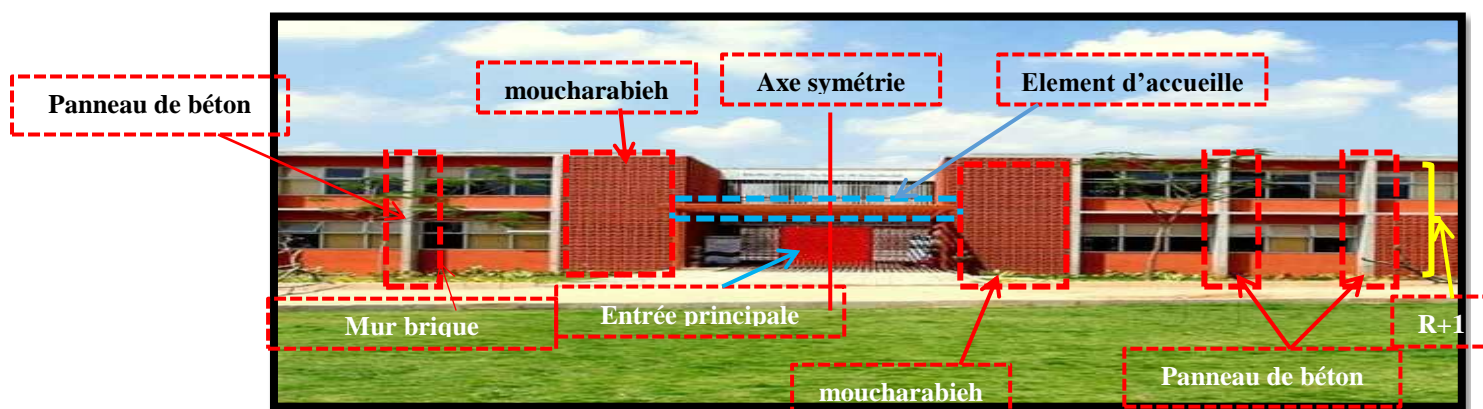 Axe symétrie
Element d'accueille
moucharabieh
Panneau de béton
Entrée principale
Mur brique
R+1
Panneau de béton
moucharabieh